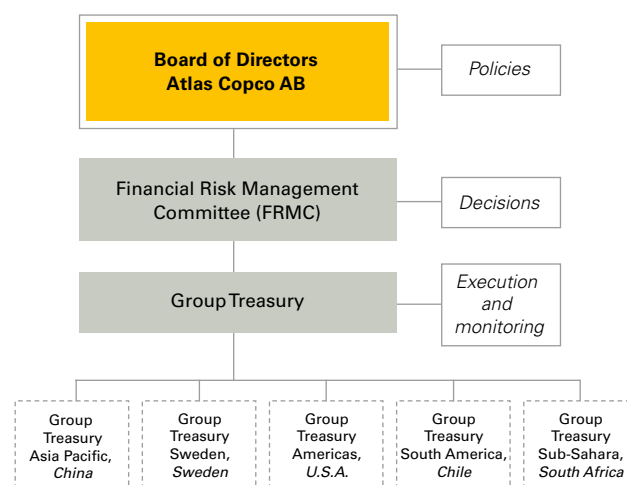 Board of Directors
Atlas Copco AB
Policies
Financial Risk Management
Committee (FRMC)
Decisions
Group Treasury
Execution
and
monitoring
Group
Treasury
Asia Pacific,
China
Group
Treasury
Sweden,
Sweden
Group
Treasury
Americas,
U.S.A.
Group
Treasury
South America,
Chile
Group
Treasury
Sub-Sahara,
South Africa